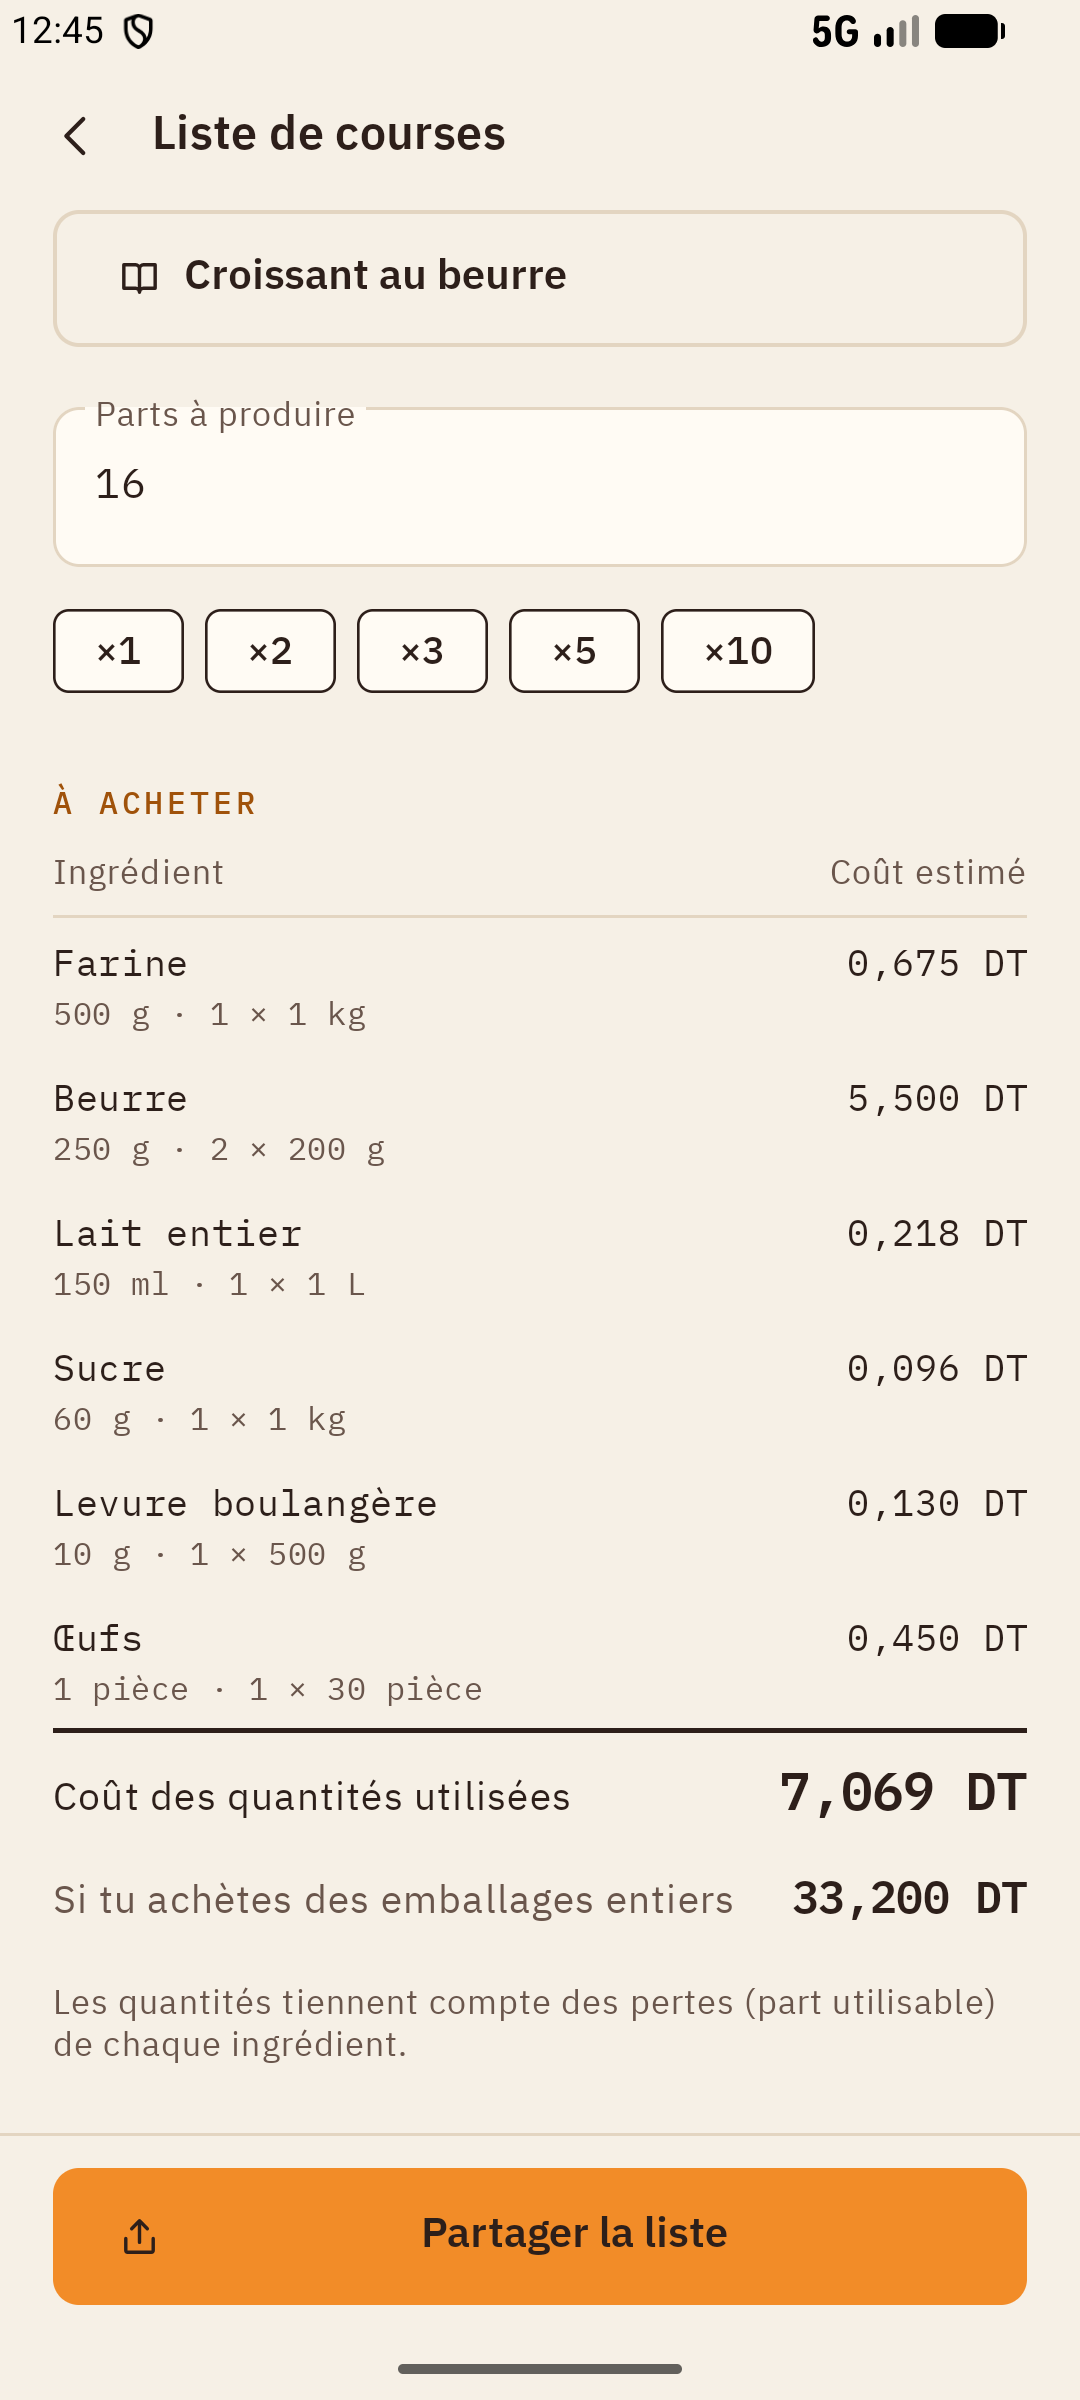 12:45
5G
Liste de courses
Croissant au beurre
Parts à produire
16
×1 ×2 ×3 ×5 ×10
À ACHETER
Ingrédient Coût estimé
Farine 0,675 DT
500 g · 1 × 1 kg
Beurre 5,500 DT
250 g · 2 × 200 g
Lait entier 0,218 DT
150 ml · 1 × 1 L
Sucre 0,096 DT
60 g · 1 × 1 kg
Levure boulangère 0,130 DT
10 g · 1 × 500 g
Œufs 0,450 DT
1 pièce · 1 × 30 pièce
Coût des quantités utilisées 7,069 DT
Si tu achètes des emballages entiers 33,200 DT
Les quantités tiennent compte des pertes (part utilisable)
de chaque ingrédient.
Partager la liste